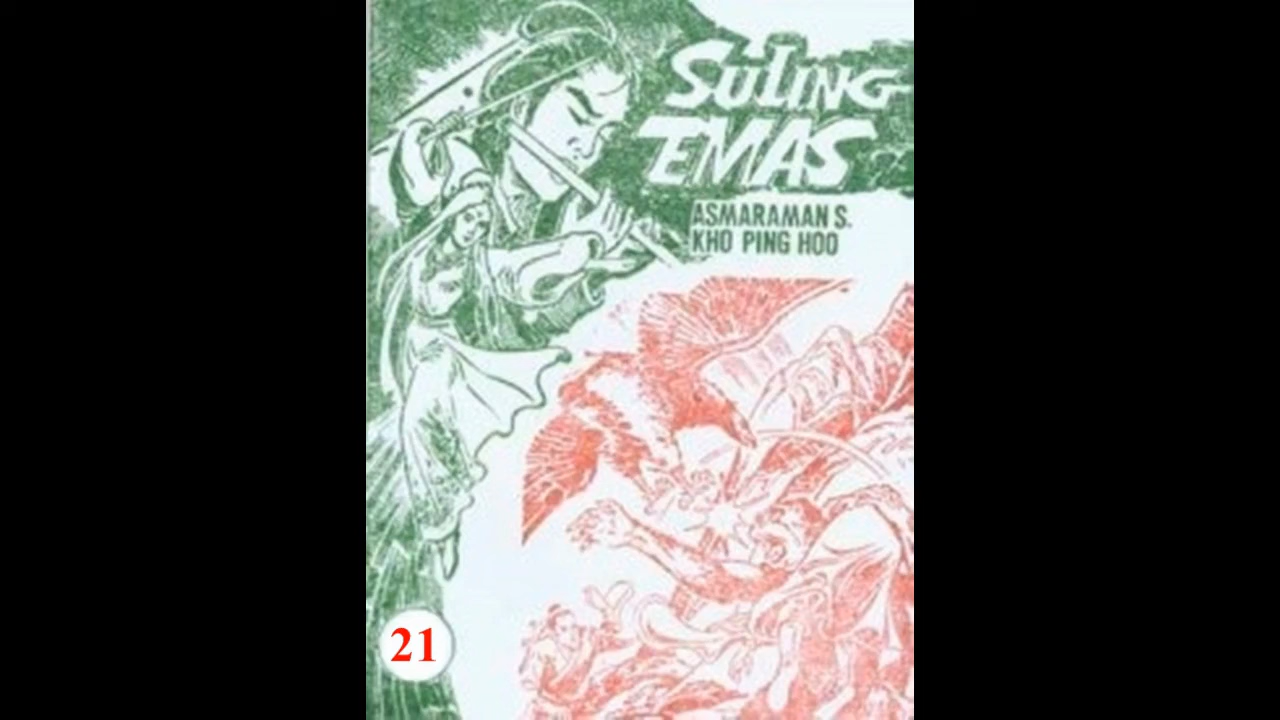 SULING
EMAS
ASMARAMAN S.
KHO PING HOO
21